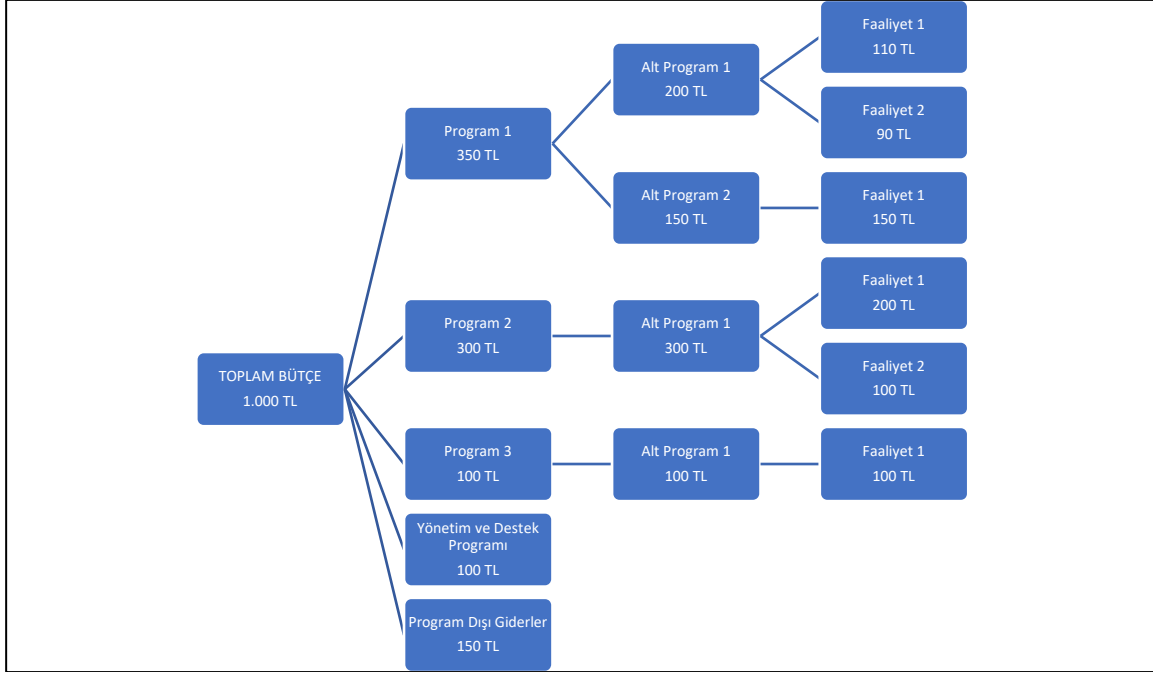 TOPLAM BÜTÇE
1.000 TL
Program 1
350 TL
Alt Program 1
200 TL
Faaliyet 1
110 TL
Faaliyet 2
90 TL
Alt Program 2
150 TL
Faaliyet 1
150 TL
Program 2
300 TL
Alt Program 1
300 TL
Faaliyet 1
200 TL
Faaliyet 2
100 TL
Program 3
100 TL
Alt Program 1
100 TL
Faaliyet 1
100 TL
Yönetim ve Destek
Programı
100 TL
Program Dışı Giderler
150 TL